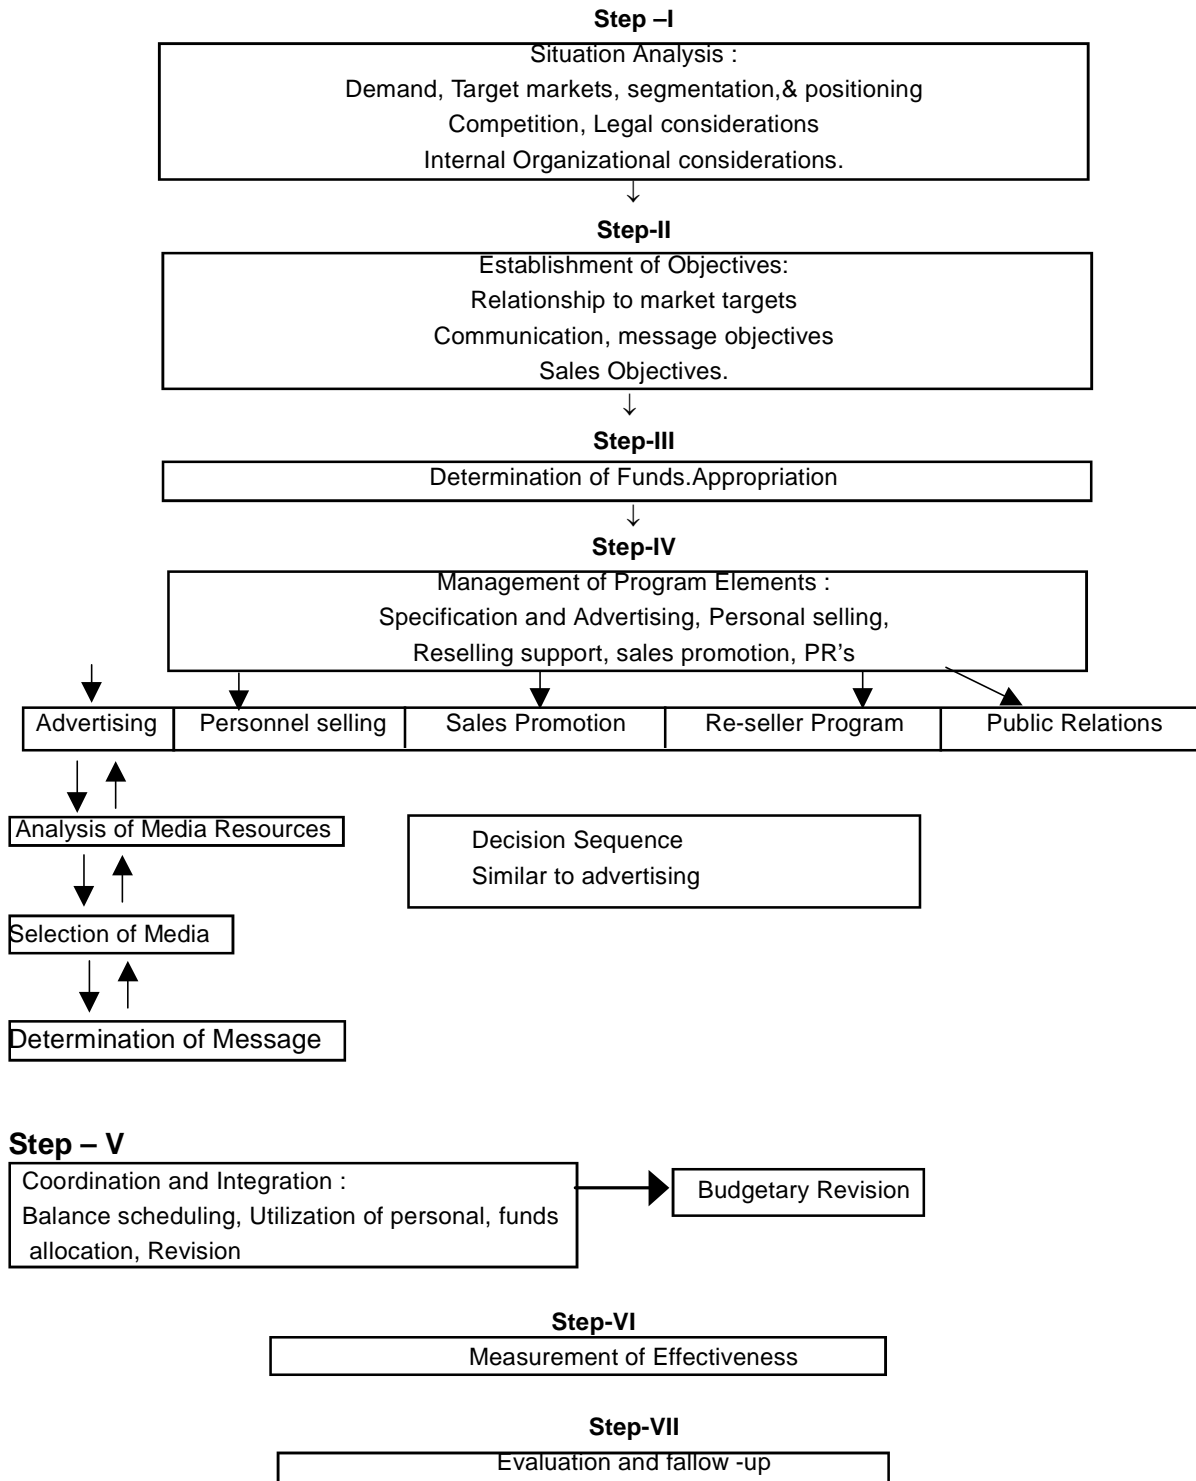 Step –I
Situation Analysis :
Demand, Target markets, segmentation,& positioning
Competition, Legal considerations
Internal Organizational considerations.
Step-II
Establishment of Objectives:
Relationship to market targets
Communication, message objectives
Sales Objectives.
Step-III
Determination of Funds.Appropriation
Step-IV
Management of Program Elements :
Specification and Advertising, Personal selling,
Reselling support, sales promotion, PR's
Advertising Personnel selling Sales Promotion Re-seller Program Public Relations
Analysis of Media Resources
Decision Sequence
Similar to advertising
Selection of Media
Determination of Message
Step – V
Coordination and Integration :
Balance scheduling, Utilization of personal, funds
allocation, Revision
Budgetary Revision
Step-VI
Measurement of Effectiveness
Step-VII
Evaluation and fallow -up